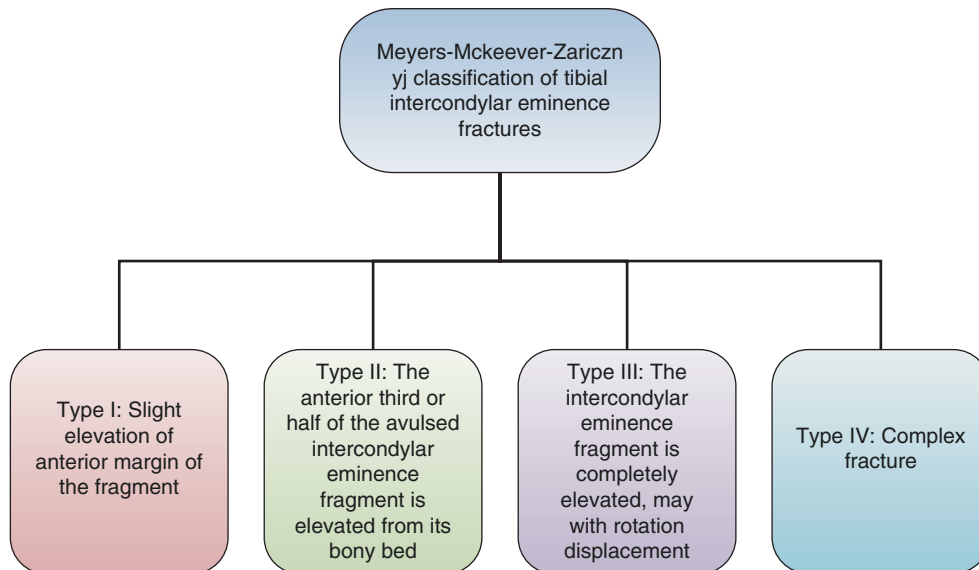 Meyers-Mckeever-Zariczn
yj classification of tibial
intercondylar eminence
fractures
Type I: Slight
elevation of
anterior margin of
the fragment
Type II: The
anterior third or
half of the avulsed
intercondylar
eminence
fragment is
elevated from its
bony bed
Type III: The
intercondylar
eminence
fragment is
completely
elevated, may
with rotation
displacement
Type IV: Complex
fracture